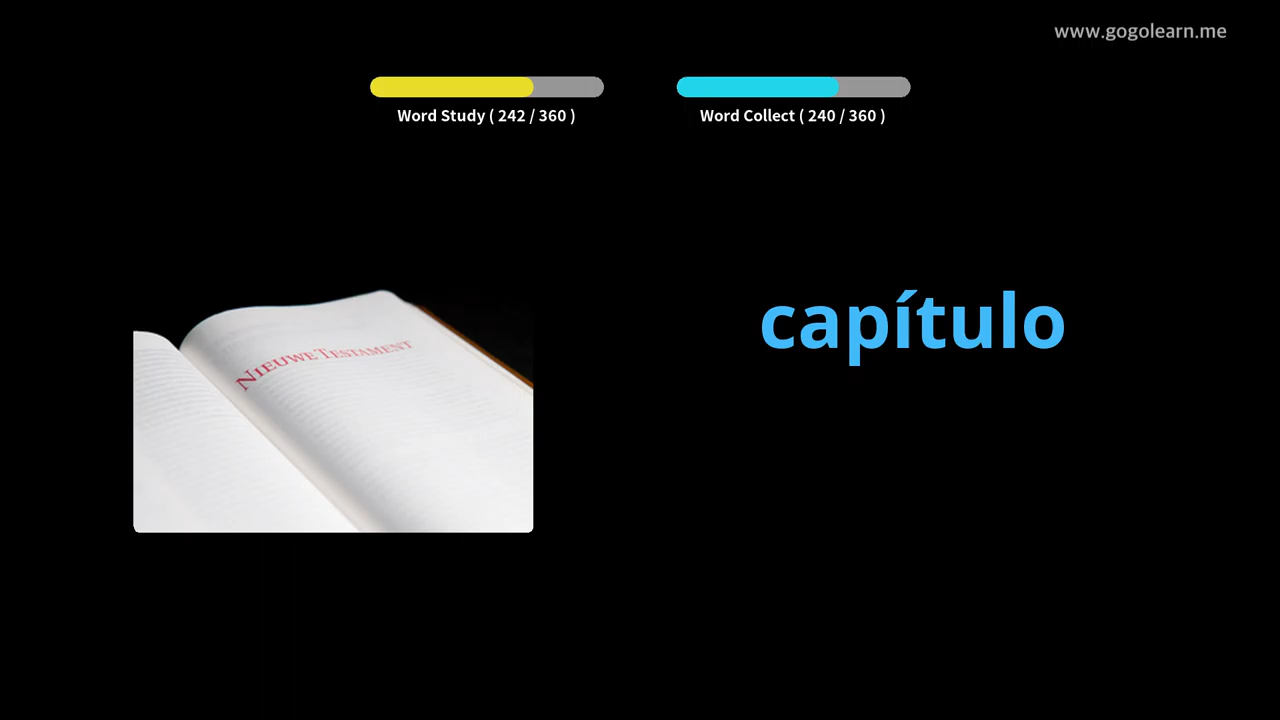 www.gogolearn.me
Word Study ( 242 / 360 )
Word Collect ( 240 / 360 )
capítulo
NIEUWE TESTAMENT